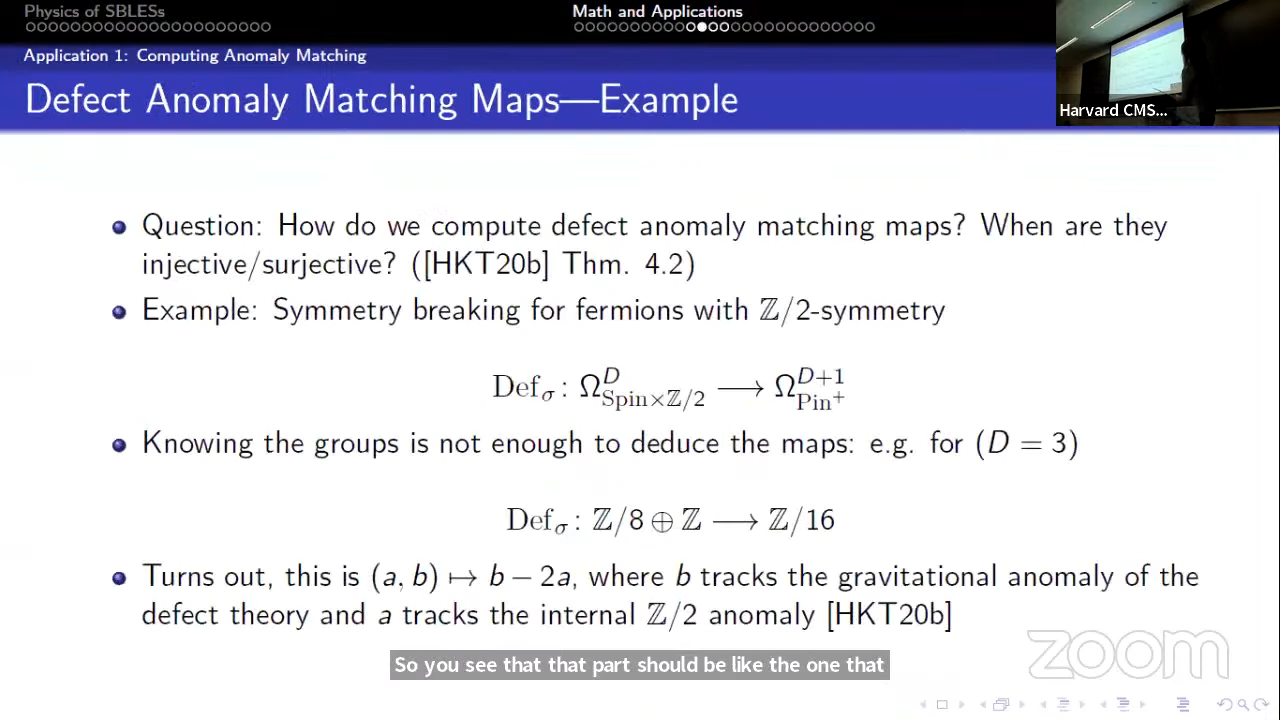 Physics of SBLESs
Math and Applications
Application 1: Computing Anomaly Matching
Defect Anomaly Matching Maps—Example
Harvard CMS...
Question: How do we compute defect anomaly matching maps? When are they
injective/surjective? ([HKT20b] Thm. 4.2)
Example: Symmetry breaking for fermions with ℤ/2-symmetry
Def_σ : Ω^D_{Spin×ℤ/2} ⟶ Ω^{D+1}_{Pin^+}
Knowing the groups is not enough to deduce the maps: e.g. for (D = 3)
Def_σ : ℤ/8 ⊕ ℤ ⟶ ℤ/16
Turns out, this is (a, b) ↦ b − 2a, where b tracks the gravitational anomaly of the
defect theory and a tracks the internal ℤ/2 anomaly [HKT20b]
So you see that that part should be like the one that
zoom